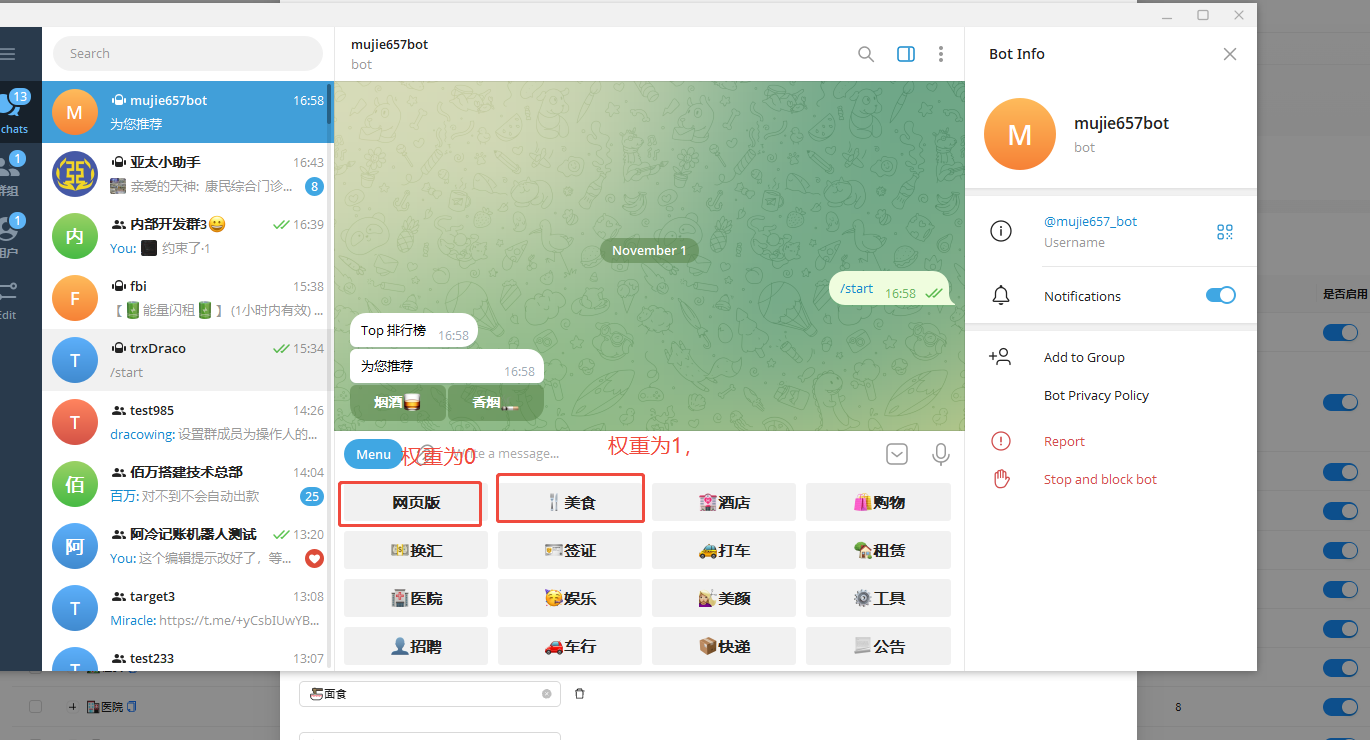 Search
13
chats
1
群组
1
用户
Edit
M
mujie657bot
16:58
为您推荐
亚太小助手
16:43
亲爱的天神: 康民综合门诊...
8
内
内部开发群3😀
16:39
You: 约束了·1
F
fbi
15:38
【🔋能量闪租🔋】(1小时内有效) ...
T
trxDraco
15:34
/start
T
test985
14:26
dracowing: 设置群成员为操作人的...
佰
佰万搭建技术总部
14:04
百万: 对不到不会自动出款
25
阿
阿冷记账机器人测试
13:20
You: 这个编辑提示改好了，等...
T
target3
13:08
Miracle: https://t.me/+yCsbIUwYB...
T
test233
13:07
mujie657bot
bot
November 1
/start 16:58
Top 排行榜 16:58
为您推荐 16:58
烟酒🥃 香烟🚬
Menu
Write a message...
权重为0
权重为1，
网页版 🍴美食 🏩酒店 🛍购物
💵换汇 🪪签证 🚕打车 🏡租赁
🏥医院 🥳娱乐 💇美颜 ⚙工具
👤招聘 🚗车行 📦快递 📃公告
Bot Info
M
mujie657bot
bot
@mujie657_bot
Username
Notifications
Add to Group
Bot Privacy Policy
Report
Stop and block bot
是否启用
🍜面食
+ 🏥医院
8